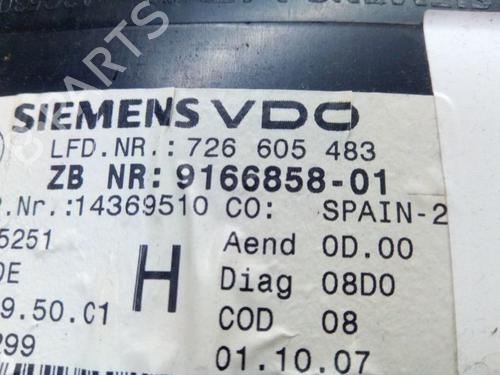 SIEMENS VDO
LFD.NR.: 726 605 483
ZB NR: 9166858-01
.Nr.:14369510 CO: SPAIN-2
5251 Aend 0D.00
DE H Diag 08D0
9.50.C1 COD 08
299 01.10.07